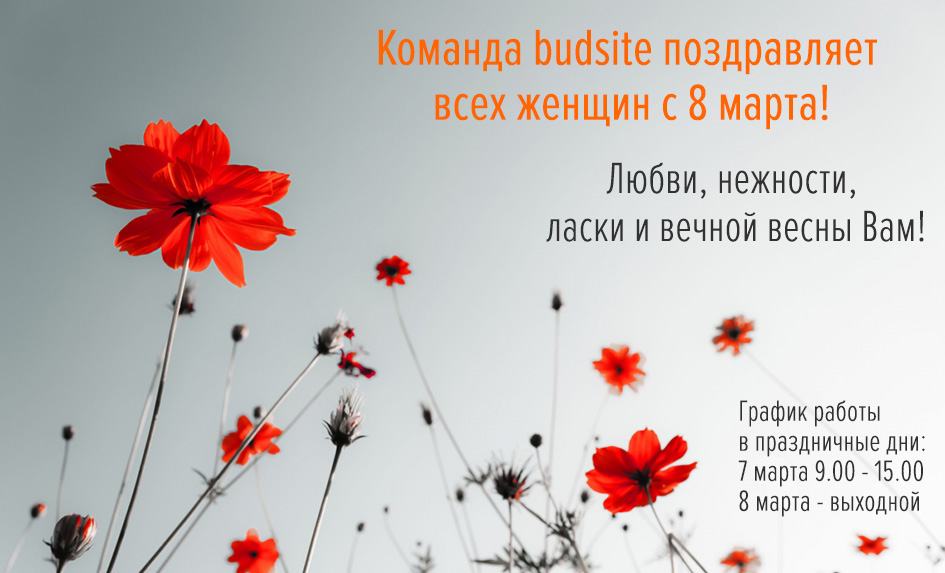 Команда budsite поздравляет
всех женщин с 8 марта!
Любви, нежности,
ласки и вечной весны Вам!
График работы
в праздничные дни:
7 марта 9.00 - 15.00
8 марта - выходной